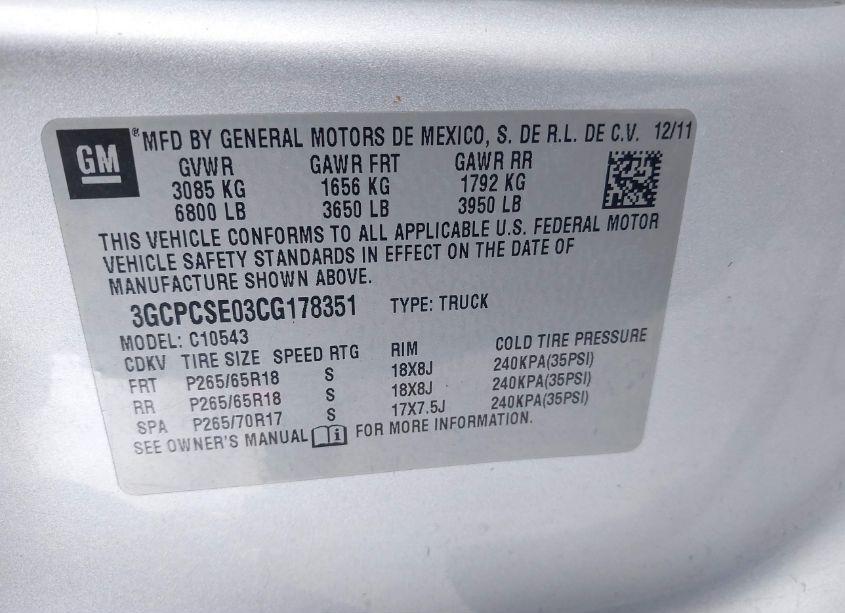 GM
® MFD BY GENERAL MOTORS DE MEXICO, S. DE R.L. DE C.V. 12/11
GVWR GAWR FRT GAWR RR
3085 KG 1656 KG 1792 KG
6800 LB 3650 LB 3950 LB
THIS VEHICLE CONFORMS TO ALL APPLICABLE U.S. FEDERAL MOTOR
VEHICLE SAFETY STANDARDS IN EFFECT ON THE DATE OF
MANUFACTURE SHOWN ABOVE.
3GCPCSE03CG178351 TYPE: TRUCK
MODEL: C10543
CDKV TIRE SIZE SPEED RTG RIM COLD TIRE PRESSURE
FRT P265/65R18 S 18X8J 240KPA(35PSI)
RR P265/65R18 S 18X8J 240KPA(35PSI)
SPA P265/70R17 S 17X7.5J 240KPA(35PSI)
SEE OWNER'S MANUAL i FOR MORE INFORMATION.